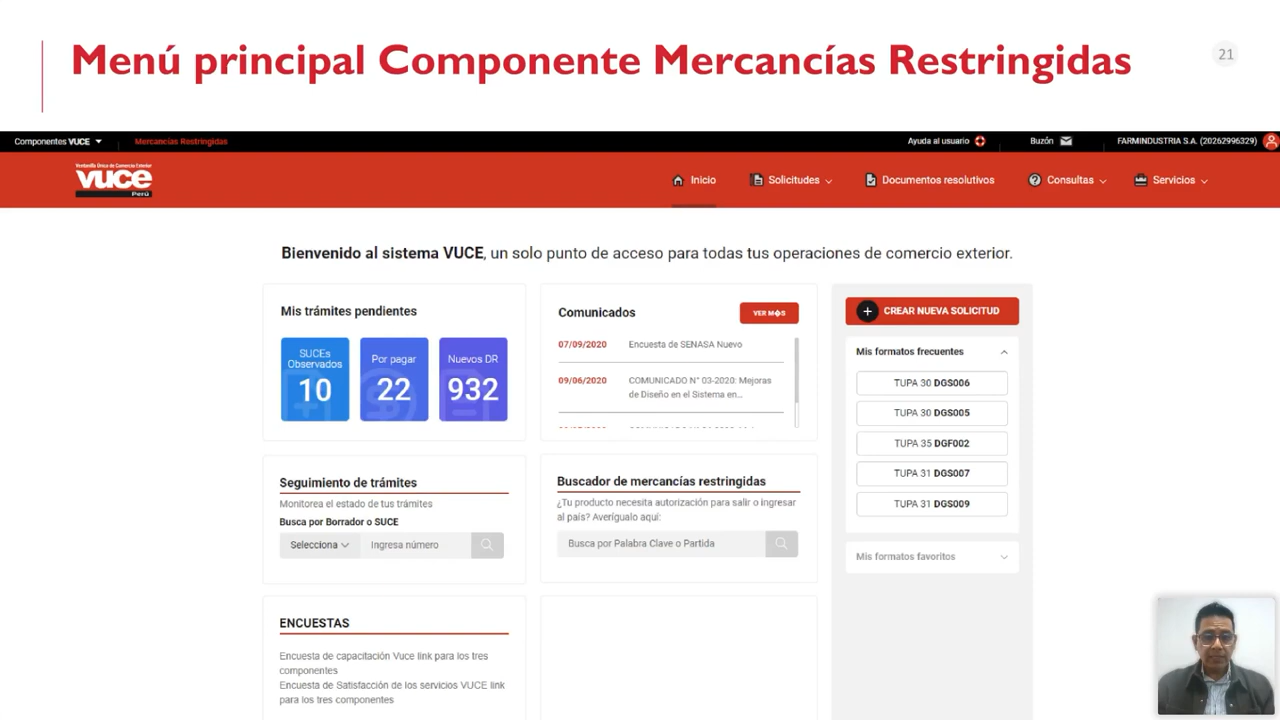 Menú principal Componente Mercancías Restringidas
21
Componentes VUCE
Mercancías Restringidas
Ayuda al usuario
Buzón
FARMINDUSTRIA S.A. (20262996329)
Ventanilla Única de Comercio Exterior
vuce
Perú
Inicio
Solicitudes
Documentos resolutivos
Consultas
Servicios
Bienvenido al sistema VUCE, un solo punto de acceso para todas tus operaciones de comercio exterior.
Mis trámites pendientes
SUCEs
Observados
10
Por pagar
22
Nuevos DR
932
Comunicados
VER M�S
07/09/2020 Encuesta de SENASA Nuevo
09/06/2020 COMUNICADO N° 03-2020: Mejoras
de Diseño en el Sistema en...
CREAR NUEVA SOLICITUD
Mis formatos frecuentes
TUPA 30 DGS006
TUPA 30 DGS005
TUPA 35 DGF002
TUPA 31 DGS007
TUPA 31 DGS009
Mis formatos favoritos
Seguimiento de trámites
Monitorea el estado de tus trámites
Busca por Borrador o SUCE
Selecciona
Ingresa número
Buscador de mercancías restringidas
¿Tu producto necesita autorización para salir o ingresar
al país? Averígualo aquí:
Busca por Palabra Clave o Partida
ENCUESTAS
Encuesta de capacitación Vuce link para los tres
componentes
Encuesta de Satisfacción de los servicios VUCE link
para los tres componentes